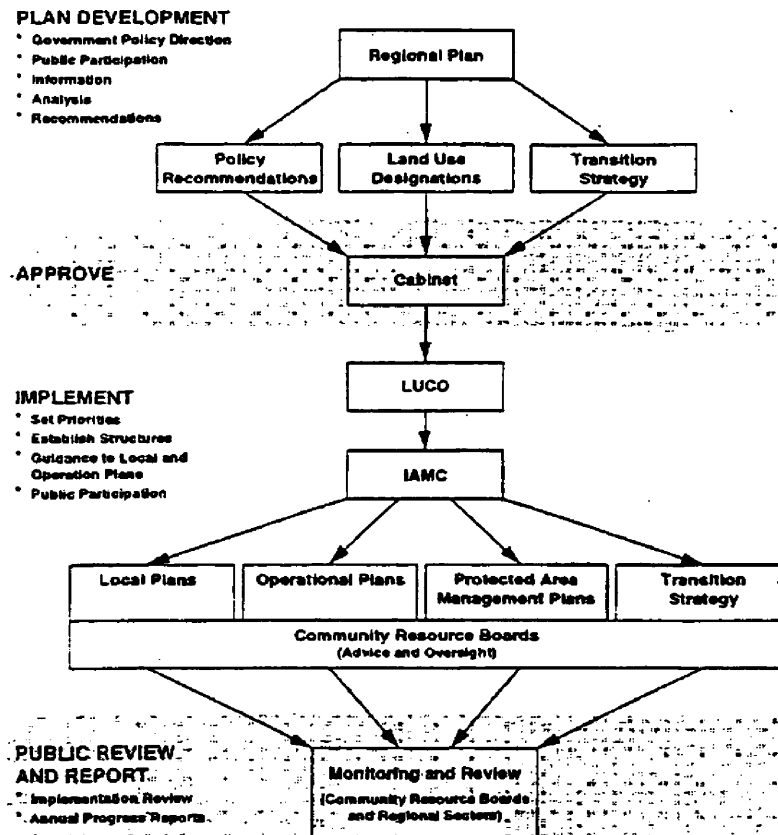 PLAN DEVELOPMENT
* Government Policy Direction
* Public Participation
* Information
* Analysis
* Recommendations
Regional Plan
Policy
Recommendations
Land Use
Designations
Transition
Strategy
APPROVE
Cabinet
LUCO
IMPLEMENT
* Set Priorities
* Establish Structures
* Guidance to Local and
Operation Plans
* Public Participation
IAMC
Local Plans
Operational Plans
Protected Area
Management Plans
Transition
Strategy
Community Resource Boards
(Advice and Oversight)
PUBLIC REVIEW
AND REPORT
* Implementation Review
* Annual Progress Reports
Monitoring and Review
(Community Resource Boards
and Regional Sectors)